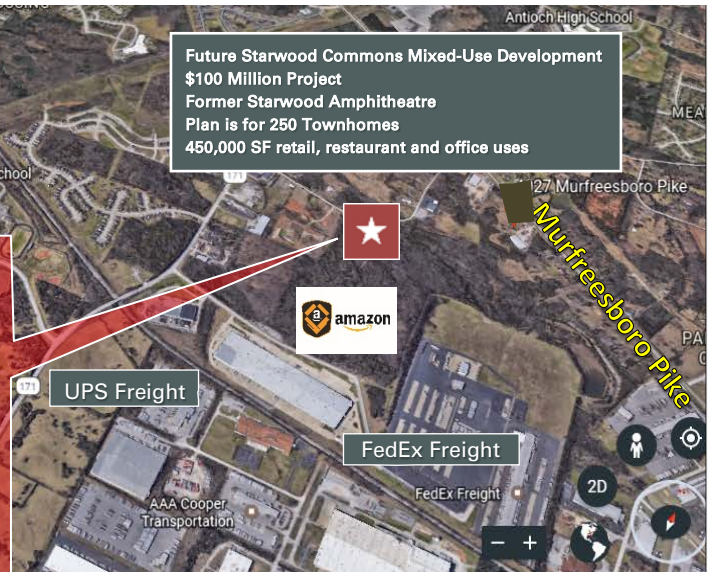 Antioch High School
Future Starwood Commons Mixed-Use Development
$100 Million Project
Former Starwood Amphitheatre
Plan is for 250 Townhomes
450,000 SF retail, restaurant and office uses
MEA
chool
171
27 Murfreesboro Pike
Murfreesboro Pike
a
amazon
PA
171
UPS Freight
FedEx Freight
2D
FedEx Freight
AAA Cooper
Transportation